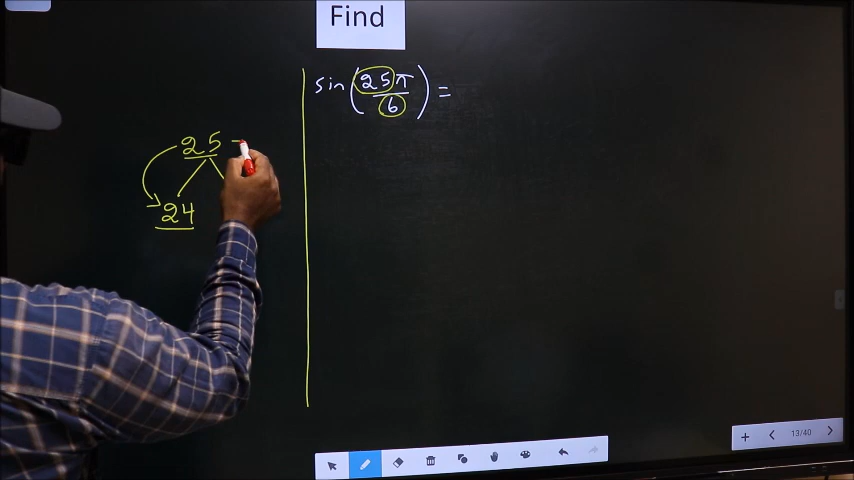 Find
sin(25π/6) =
25
24
13/40